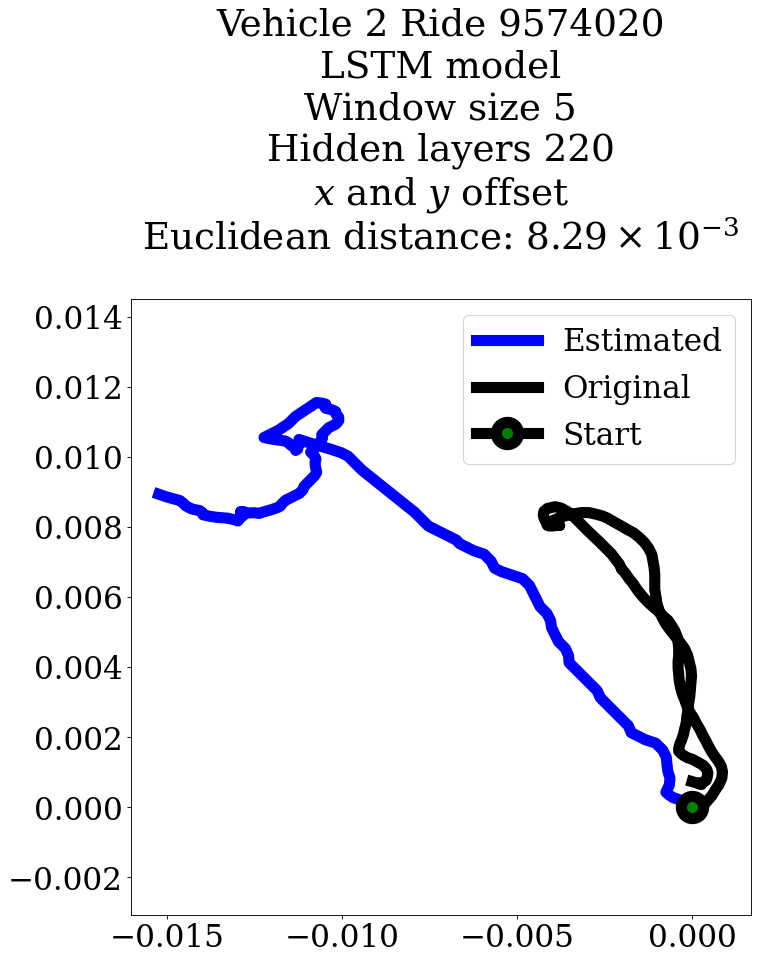 Vehicle 2 Ride 9574020
LSTM model
Window size 5
Hidden layers 220
x and y offset
Euclidean distance: 8.29 × 10⁻³
Estimated
Original
Start
0.014
0.012
0.010
0.008
0.006
0.004
0.002
0.000
−0.002
−0.015 −0.010 −0.005 0.000